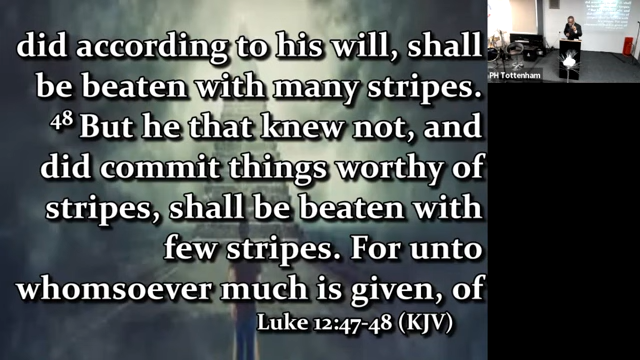 did according to his will, shall
be beaten with many stripes.
48 But he that knew not, and
did commit things worthy of
stripes, shall be beaten with
few stripes. For unto
whomsoever much is given, of
Luke 12:47-48 (KJV)
PH Tottenham